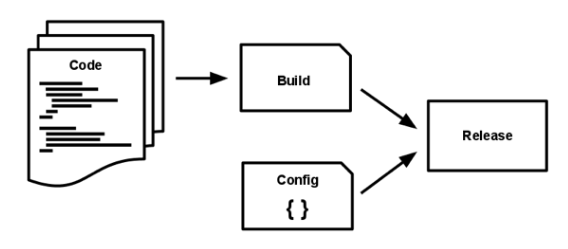 Code
Build
Config
{ }
Release